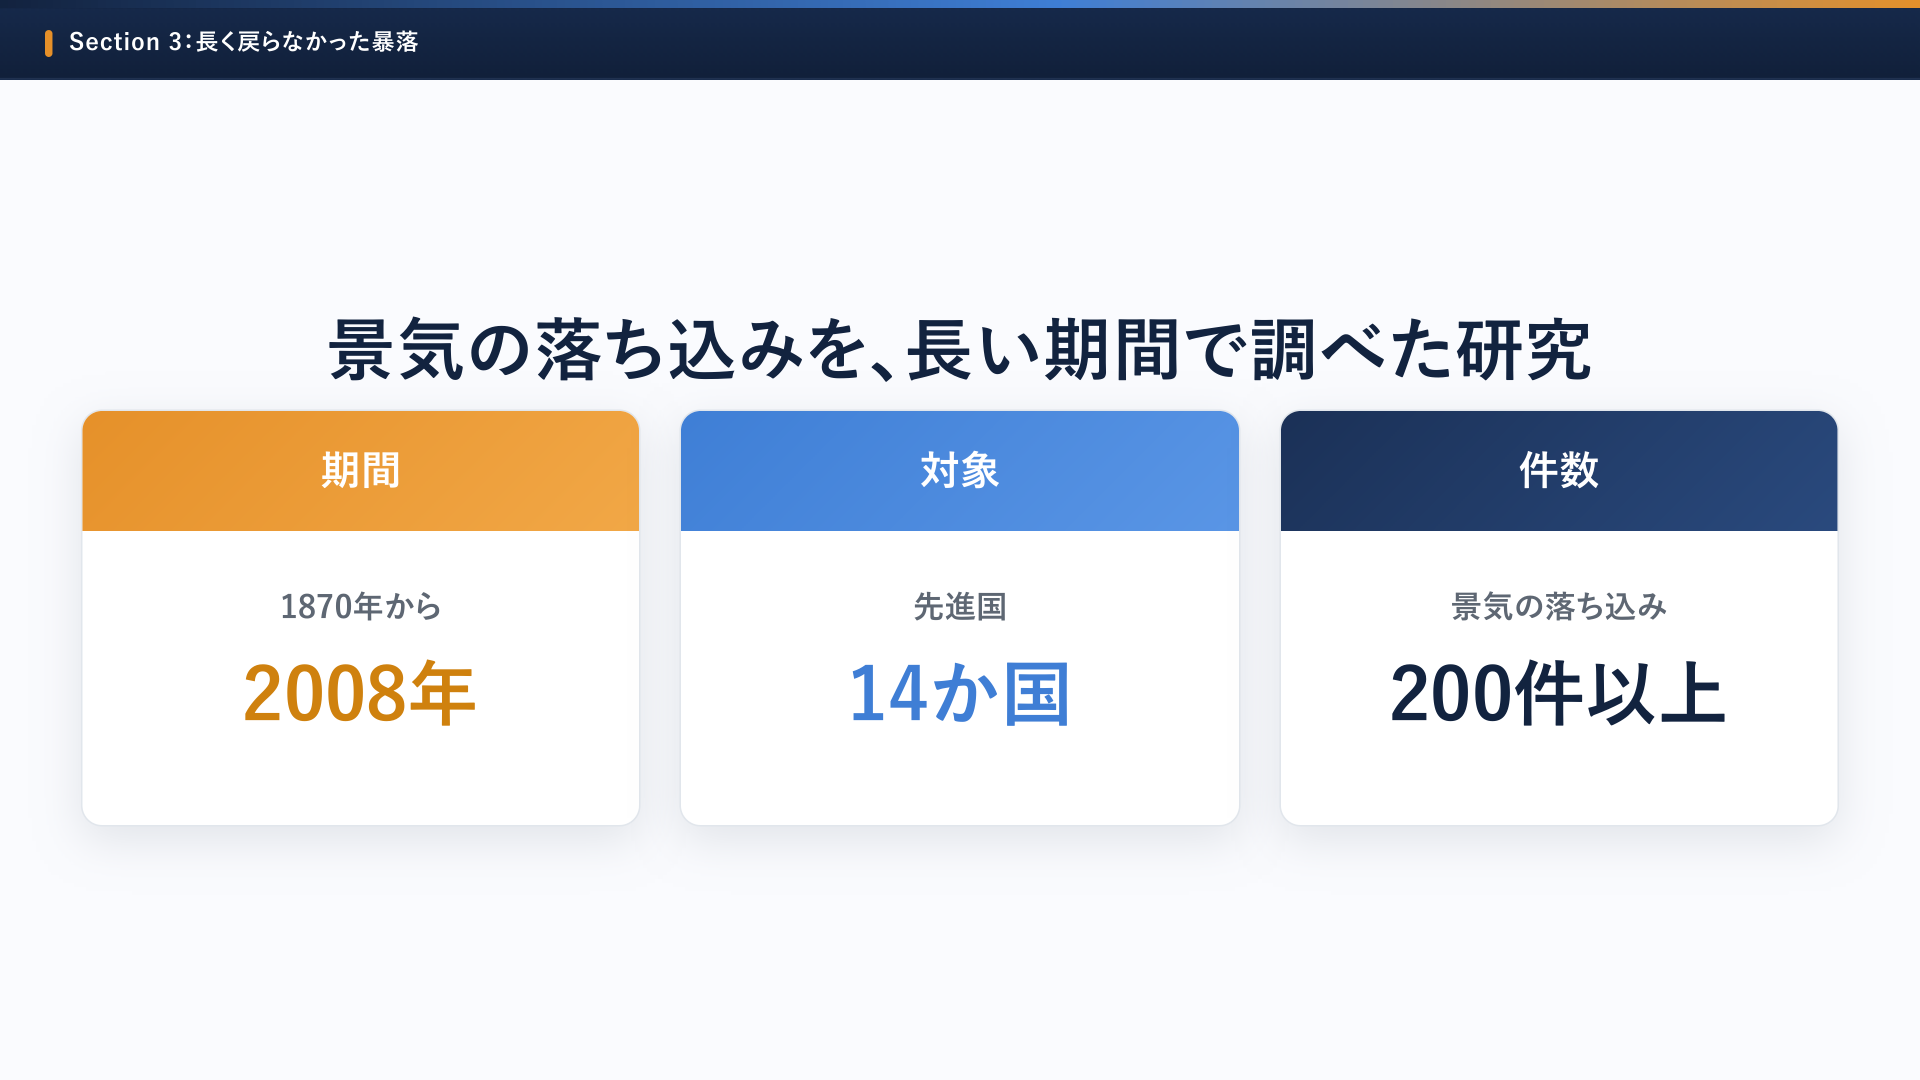 Section 3：長く戻らなかった暴落
景気の落ち込みを、長い期間で調べた研究
期間
1870年から
2008年
対象
先進国
14か国
件数
景気の落ち込み
200件以上